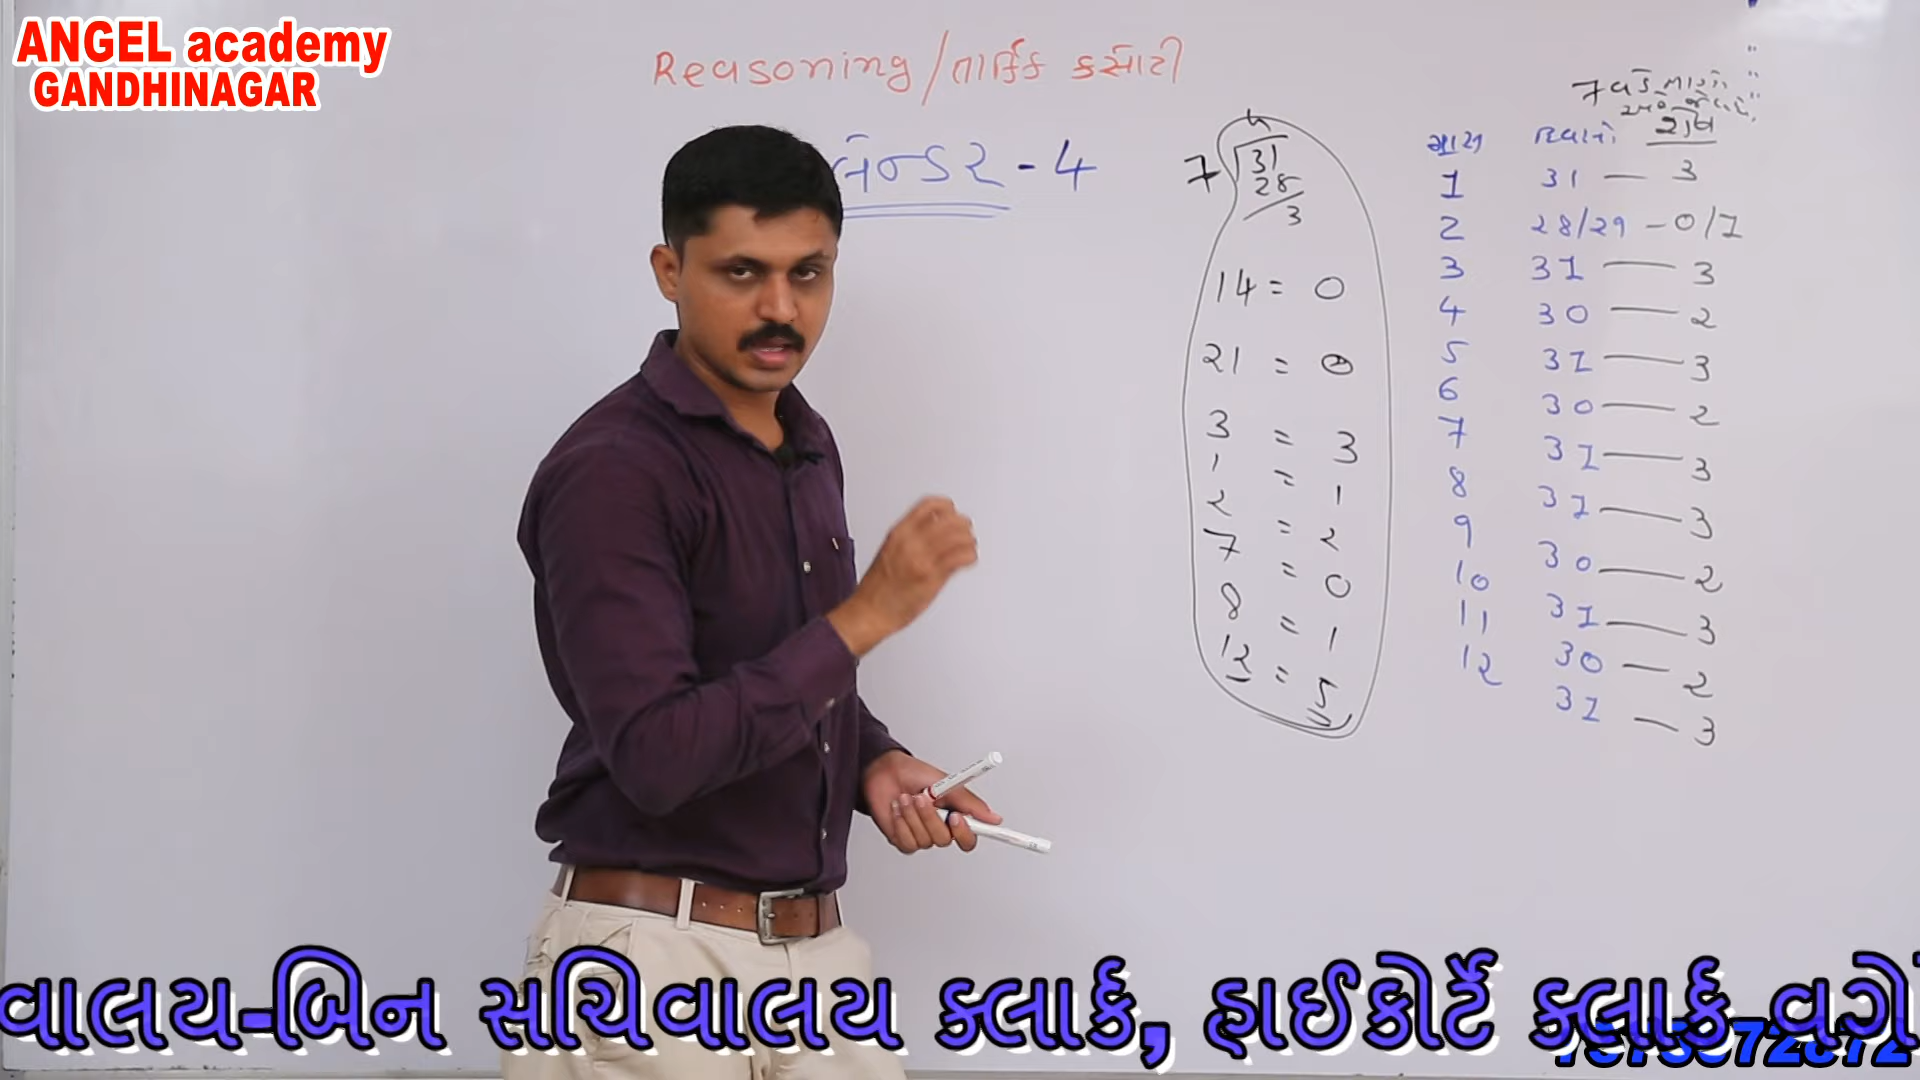 ANGEL academy
GANDHINAGAR
Reasoning / તાર્કિક કસોટી
- 4
4
7 31
28
3
14 = 0
21 = 0
3 = 3
1 = 1
2 = 2
7 = 0
8 = 1
12 = 5
7 વડે
શેષ
માસ દિવસો
1 31 — 3
2 28/29 - 0/1
3 31 — 3
4 30 — 2
5 31 — 3
6 30 — 2
7 31 — 3
8 31 — 3
9 30 — 2
10 31 — 3
11 30 — 2
12 31 — 3
વાલય-બિન સચિવાલય ક્લાર્ક, હાઈકોર્ટ ક્લાર્ક વગે